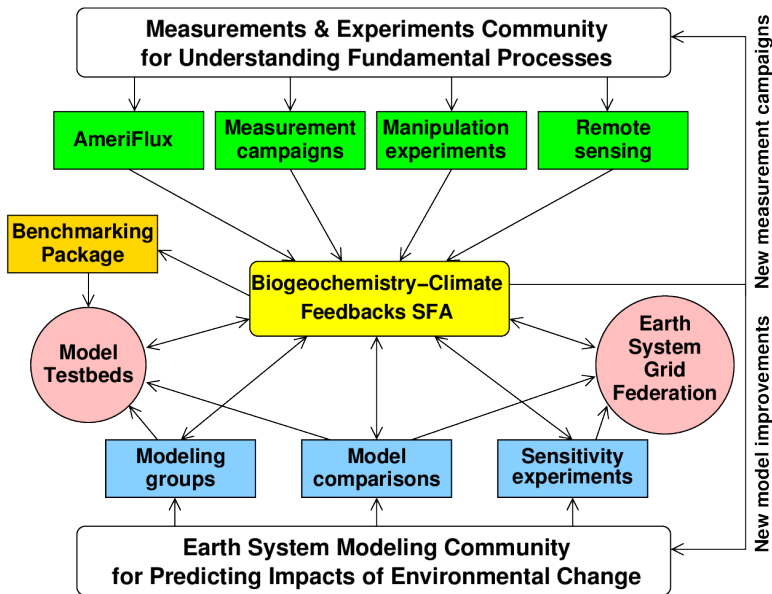 Measurements & Experiments Community
for Understanding Fundamental Processes
AmeriFlux
Measurement
campaigns
Manipulation
experiments
Remote
sensing
New measurement campaigns
Benchmarking
Package
Biogeochemistry−Climate
Feedbacks SFA
Model
Testbeds
Earth
System
Grid
Federation
New model improvements
Modeling
groups
Model
comparisons
Sensitivity
experiments
Earth System Modeling Community
for Predicting Impacts of Environmental Change